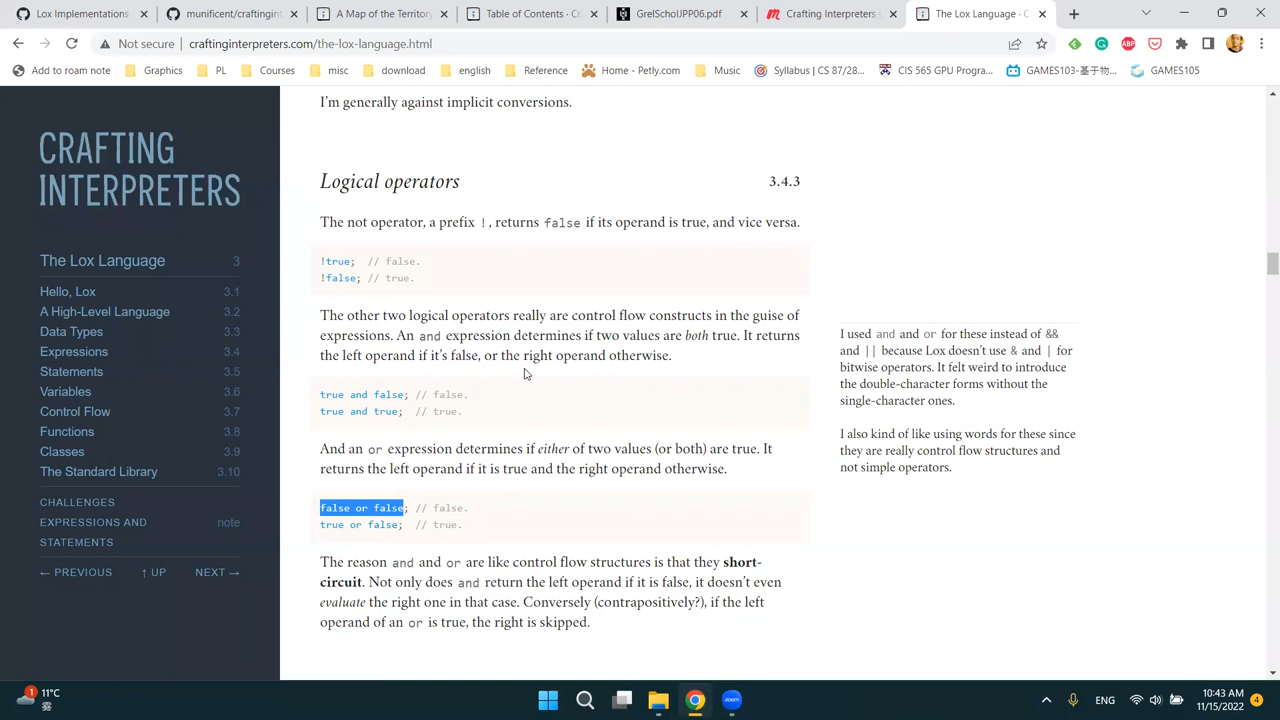 Lox Implementations
munificent/craftingint
A Map of the Territory
Table of Contents · Cr
GrelSchoUPP06.pdf
Crafting Interpreters
The Lox Language · C
Not secure
craftinginterpreters.com/the-lox-language.html
ABP
Add to roam note
Graphics
PL
Courses
misc
download
english
Reference
Home - Petly.com
Music
Syllabus | CS 87/28...
CIS 565 GPU Progra...
GAMES103-基于物...
GAMES105
CRAFTING
INTERPRETERS
The Lox Language 3
Hello, Lox 3.1
A High-Level Language 3.2
Data Types 3.3
Expressions 3.4
Statements 3.5
Variables 3.6
Control Flow 3.7
Functions 3.8
Classes 3.9
The Standard Library 3.10
CHALLENGES
EXPRESSIONS AND note
STATEMENTS
← PREVIOUS ↑ UP NEXT →
I'm generally against implicit conversions.
Logical operators 3.4.3
The not operator, a prefix !, returns false if its operand is true, and vice versa.
!true; // false.
!false; // true.
The other two logical operators really are control flow constructs in the guise of
expressions. An and expression determines if two values are both true. It returns
the left operand if it's false, or the right operand otherwise.
true and false; // false.
true and true; // true.
And an or expression determines if either of two values (or both) are true. It
returns the left operand if it is true and the right operand otherwise.
false or false; // false.
true or false; // true.
The reason and and or are like control flow structures is that they short-
circuit. Not only does and return the left operand if it is false, it doesn't even
evaluate the right one in that case. Conversely (contrapositively?), if the left
operand of an or is true, the right is skipped.
I used and and or for these instead of &&
and || because Lox doesn't use & and | for
bitwise operators. It felt weird to introduce
the double-character forms without the
single-character ones.
I also kind of like using words for these since
they are really control flow structures and
not simple operators.
1
11°C
雾
zoom
ENG
10:43 AM
11/15/2022
4